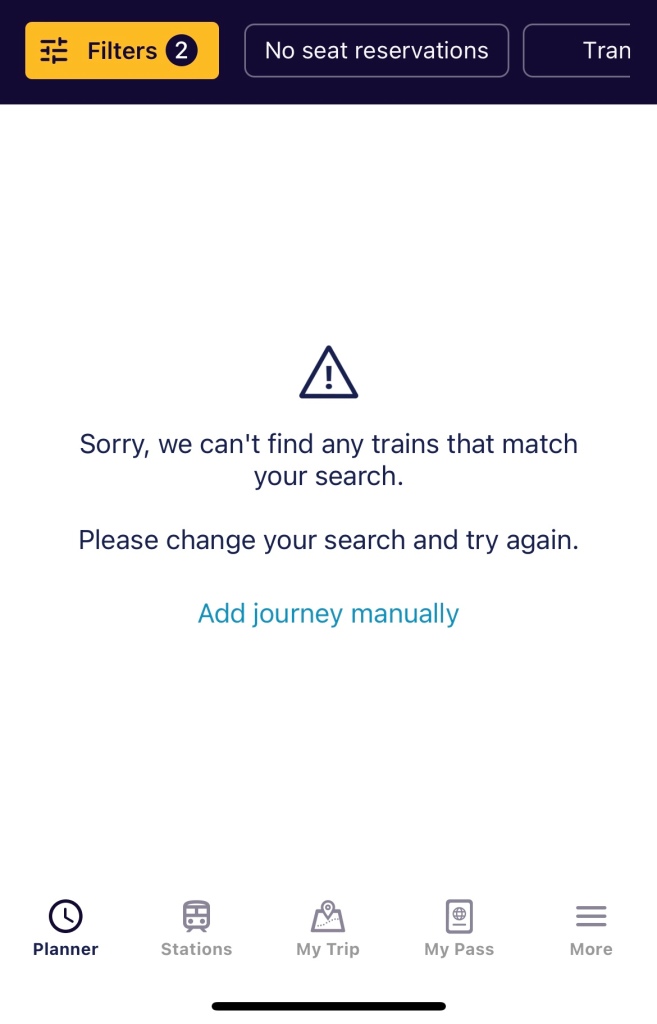 Filters 2
No seat reservations
Tran
Sorry, we can't find any trains that match
your search.
Please change your search and try again.
Add journey manually
Planner
Stations
My Trip
My Pass
More